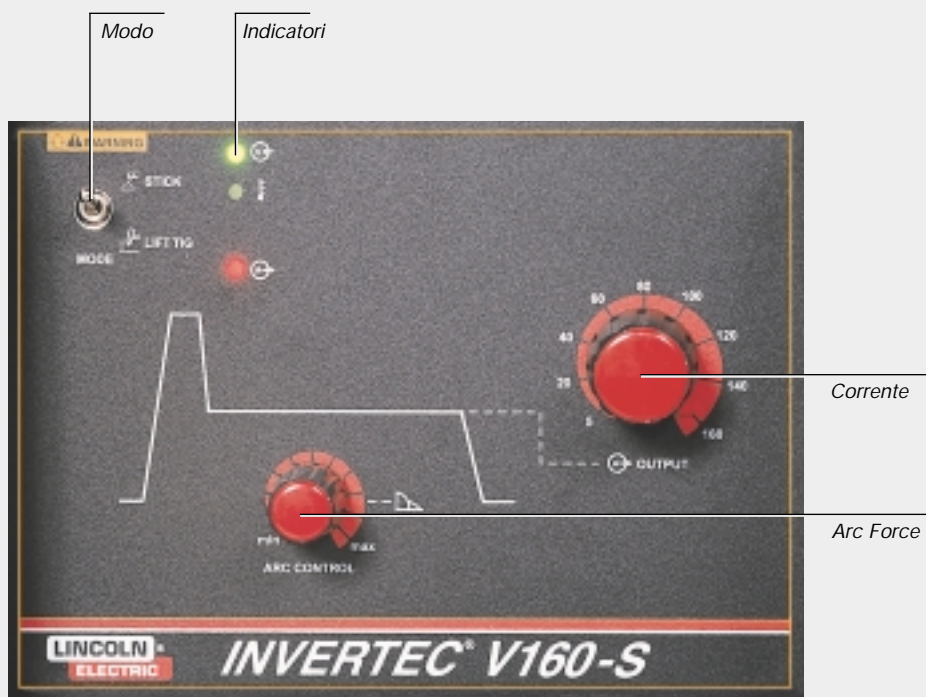 Modo
Indicatori
WARNING
STICK
LIFT TIG
MODE
5
20
40
60
80
100
120
140
160
Corrente
OUTPUT
Arc Force
min
max
ARC CONTROL
LINCOLN
ELECTRIC
INVERTEC® V160-S